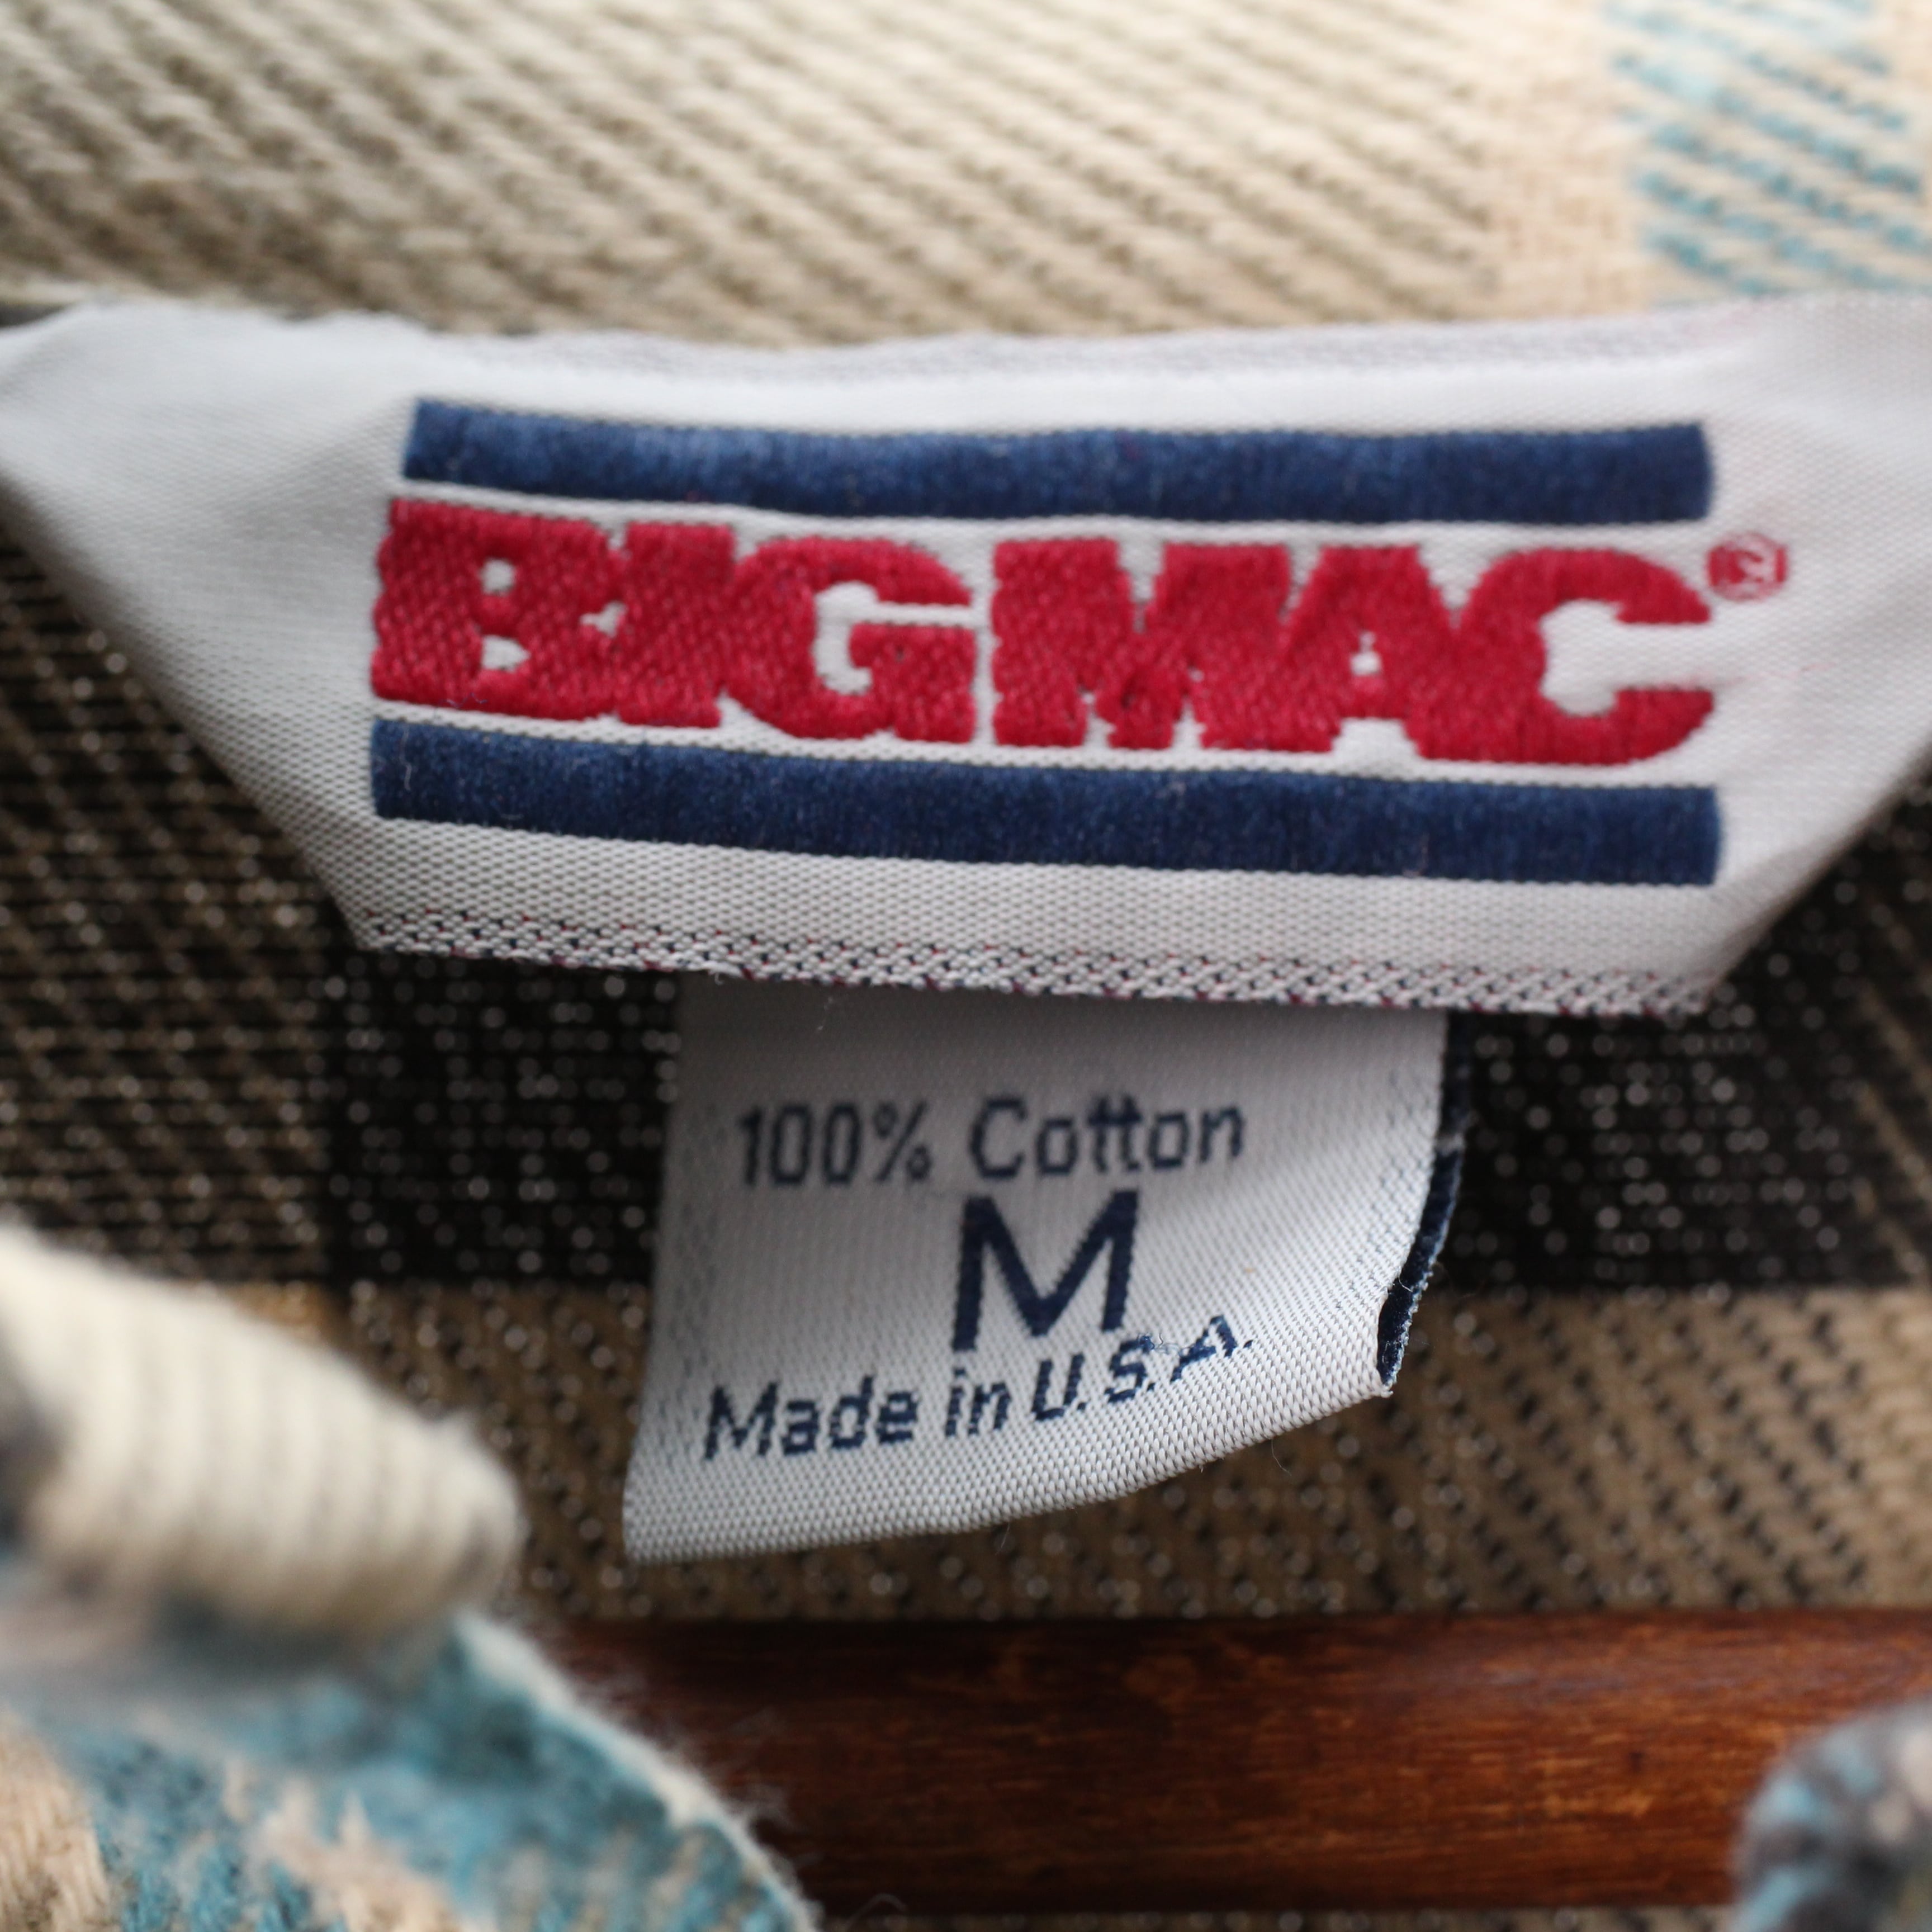 BIGMAC®
100% Cotton
M
Made in U.S.A.